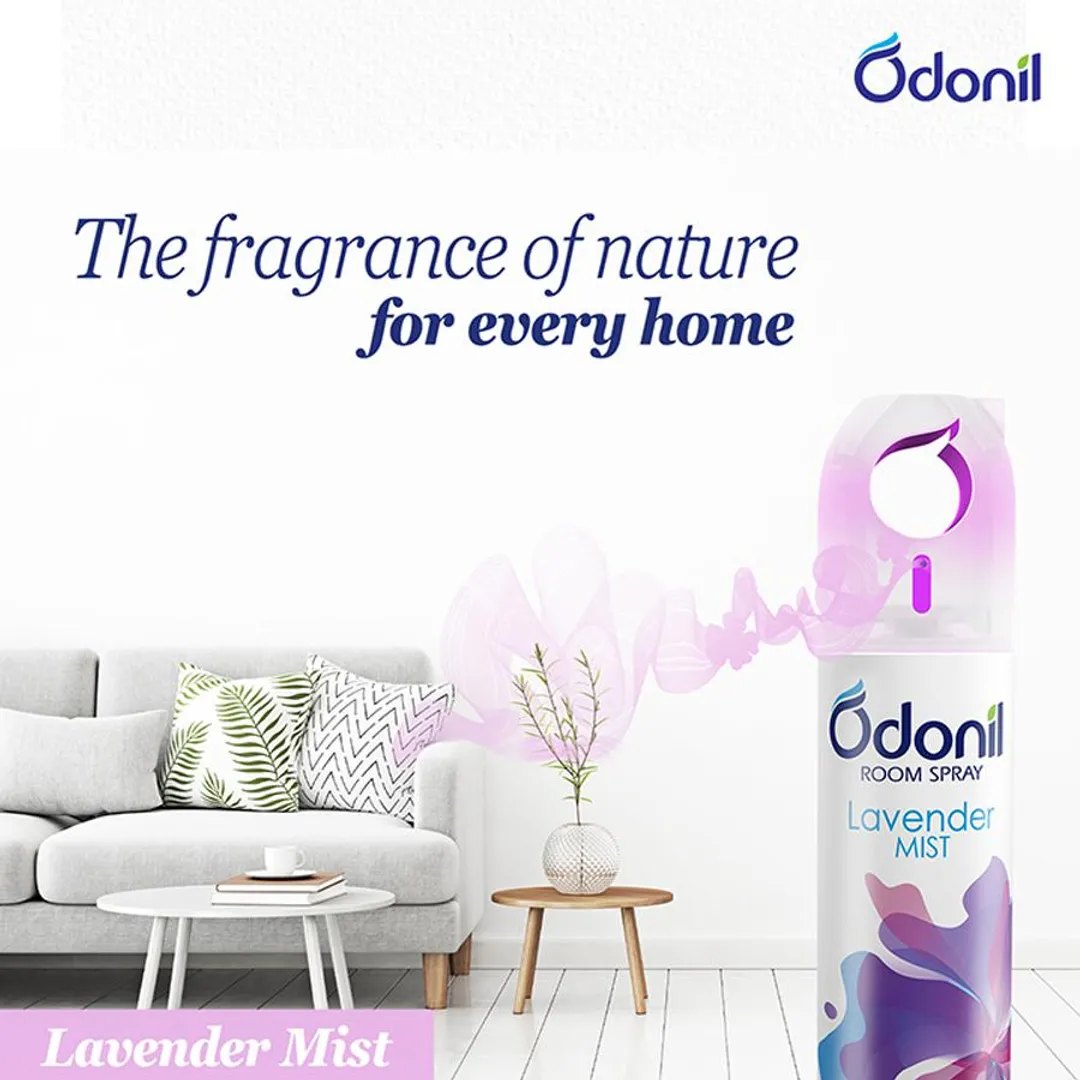 Odonil
The fragrance of nature
for every home
Odonil
ROOM SPRAY
Lavender
MIST
Lavender Mist